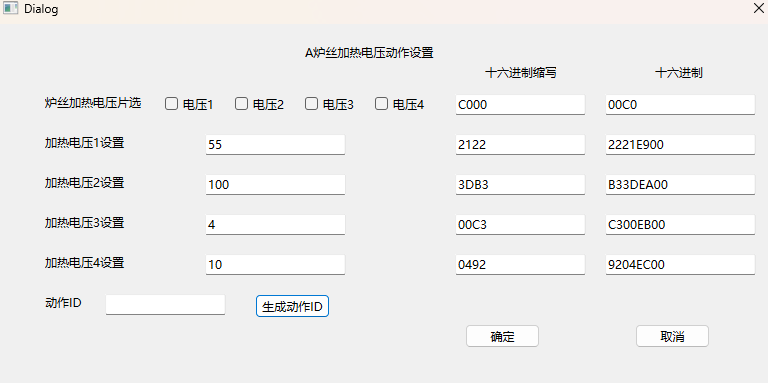 Dialog
A炉丝加热电压动作设置
十六进制缩写 十六进制
炉丝加热电压片选 电压1 电压2 电压3 电压4 C000 00C0
加热电压1设置 55 2122 2221E900
加热电压2设置 100 3DB3 B33DEA00
加热电压3设置 4 00C3 C300EB00
加热电压4设置 10 0492 9204EC00
动作ID 生成动作ID
确定 取消